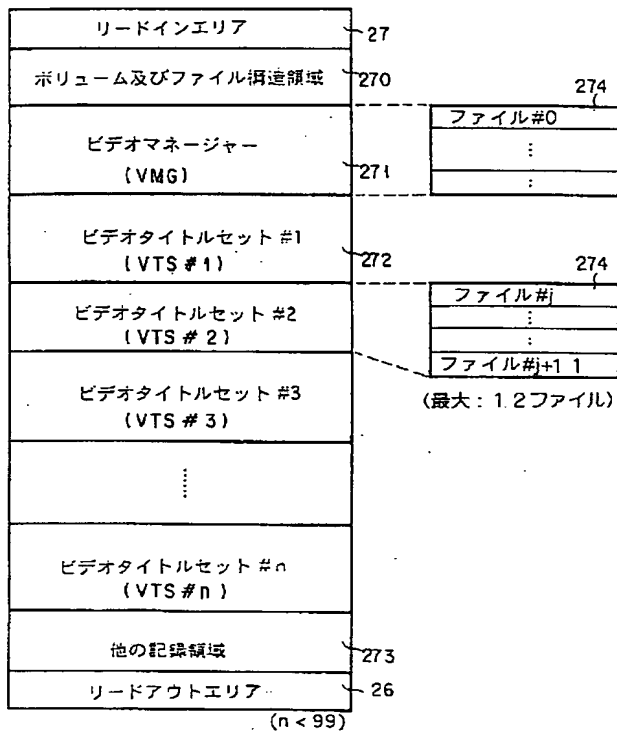 リードインエリア
27
ボリューム及びファイル構造領域
270
ビデオマネージャー
(VMG)
271
274
ファイル#0
⋮
⋮
ビデオタイトルセット #1
(VTS #1)
272
ビデオタイトルセット #2
(VTS #2)
274
ファイル#j
⋮
⋮
ファイル#j+1 1
(最大: 1 2ファイル)
ビデオタイトルセット #3
(VTS #3)
⋮
ビデオタイトルセット #n
(VTS #n)
他の記録領域
273
リードアウトエリア
26
(n < 99)